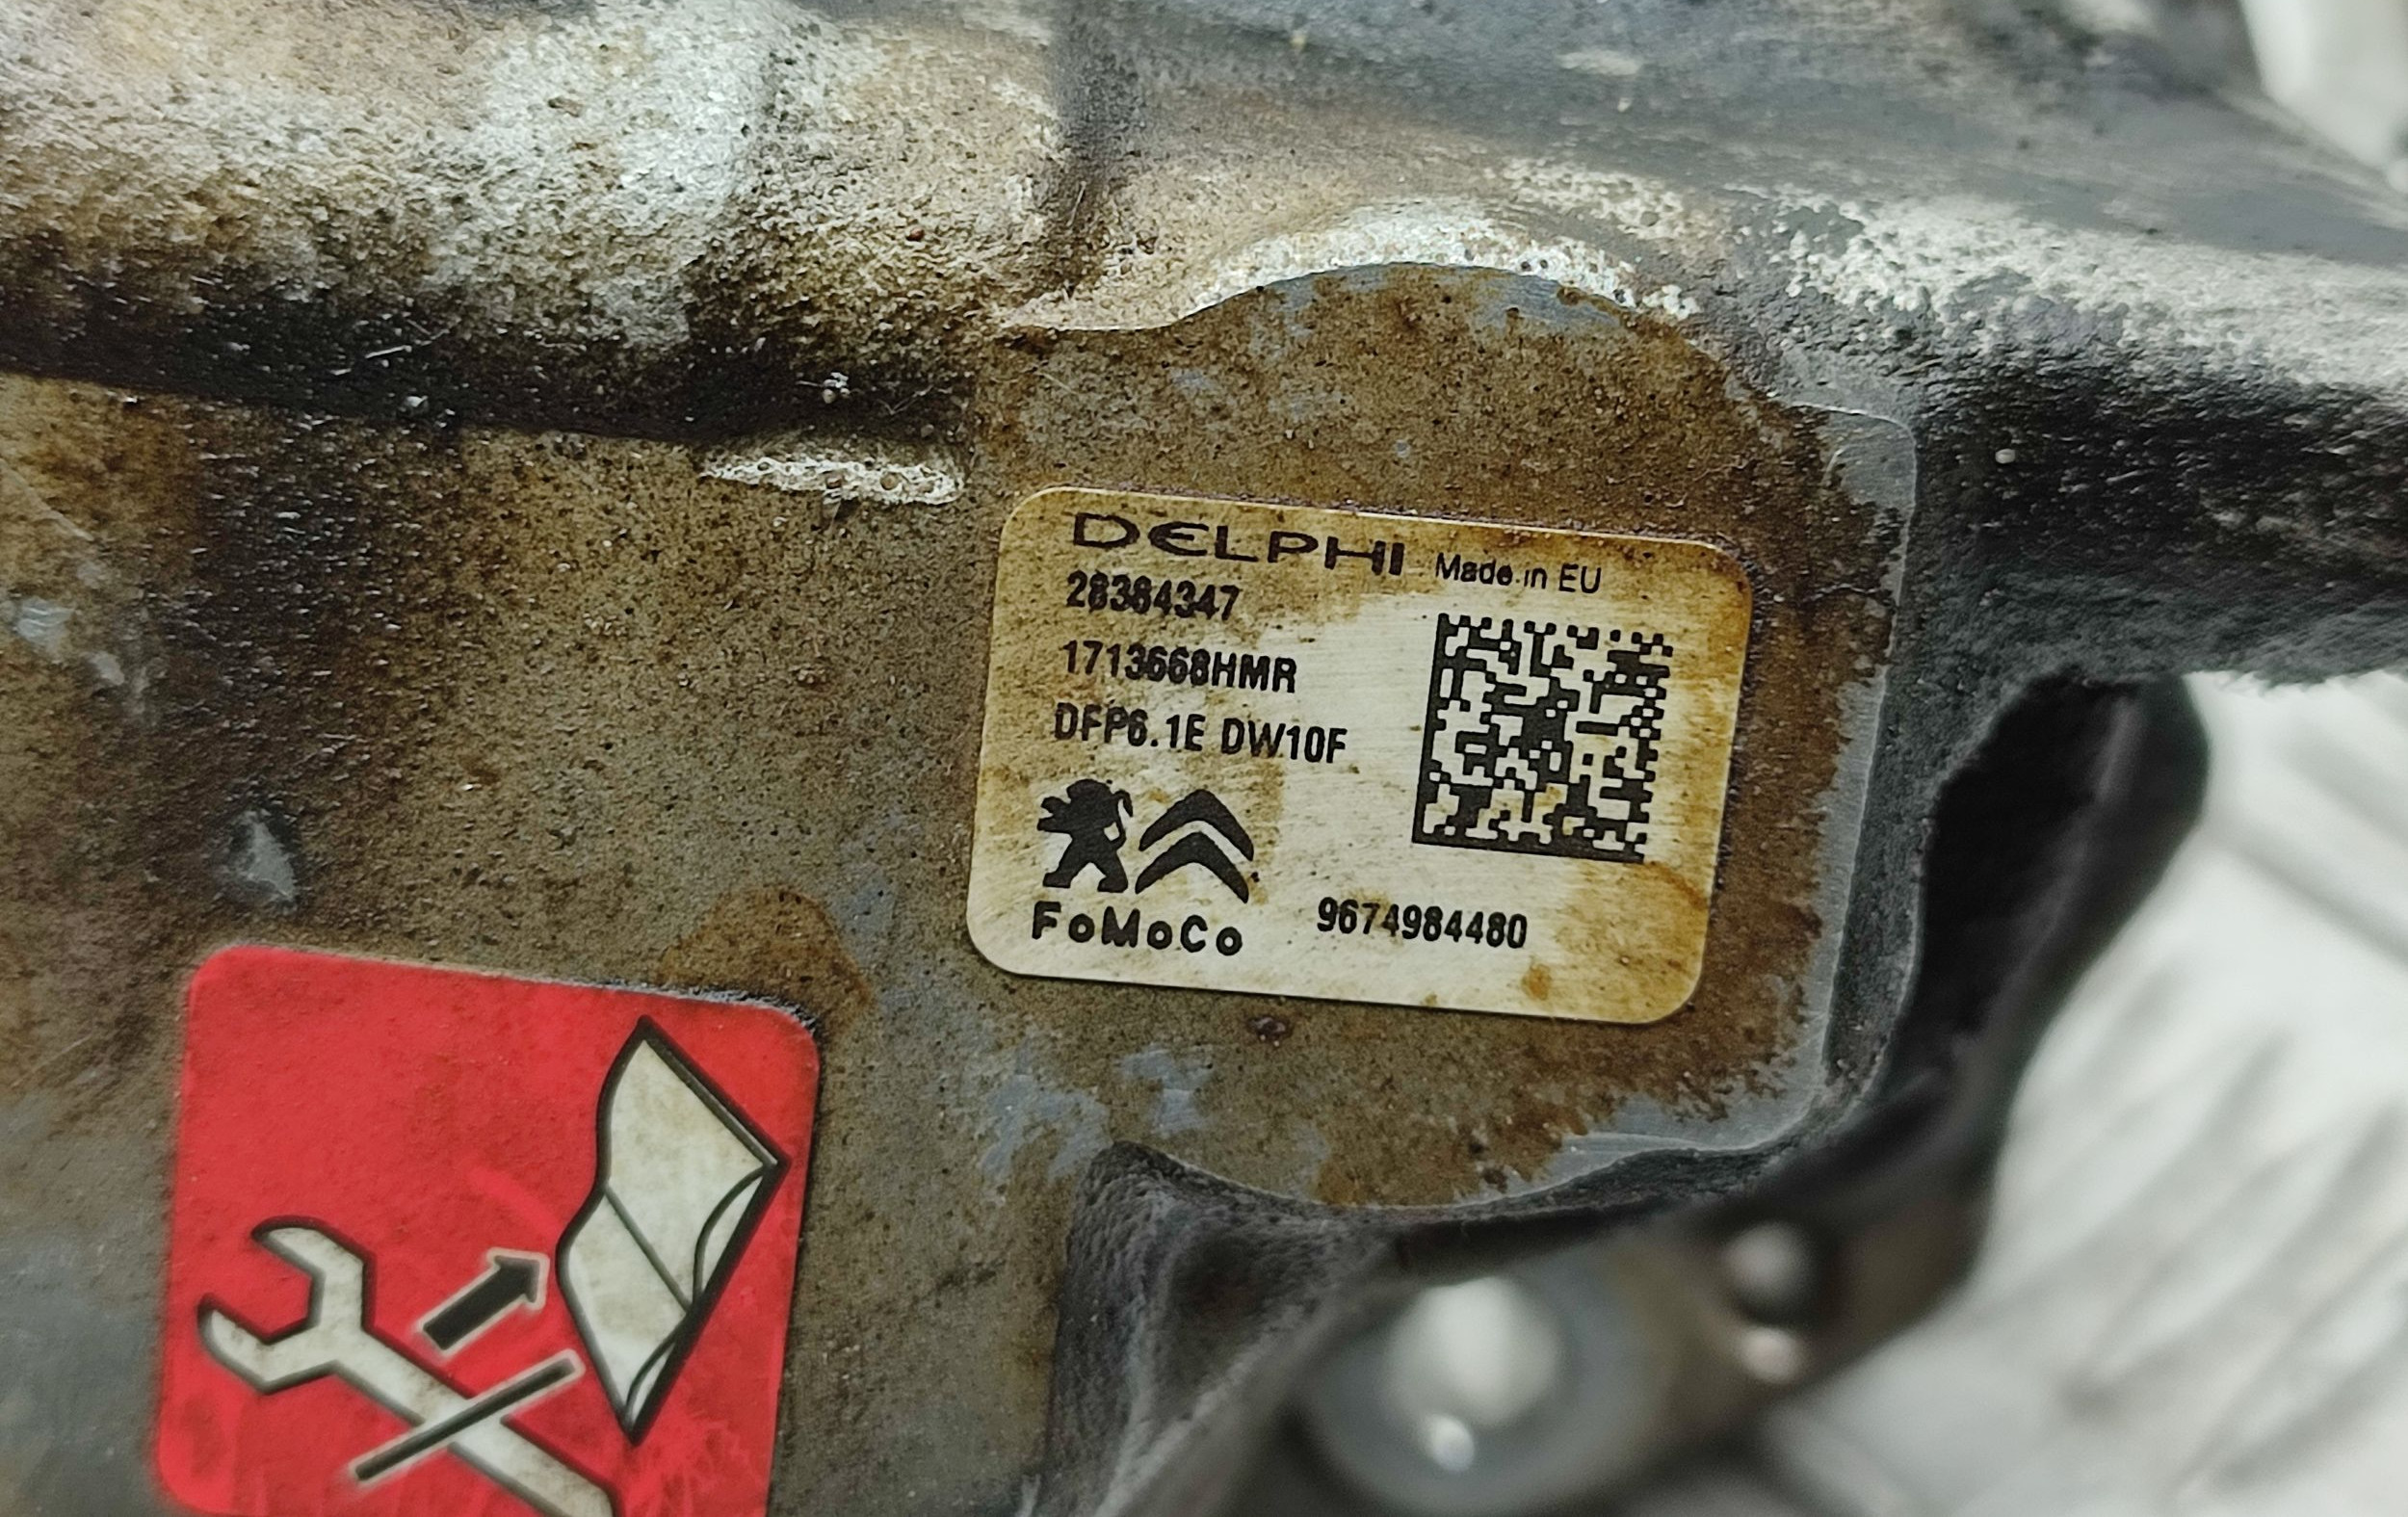 DELPHI Made in EU
28384347
1713668HMR
DFP6.1E DW10F
FoMoCo 9674984480